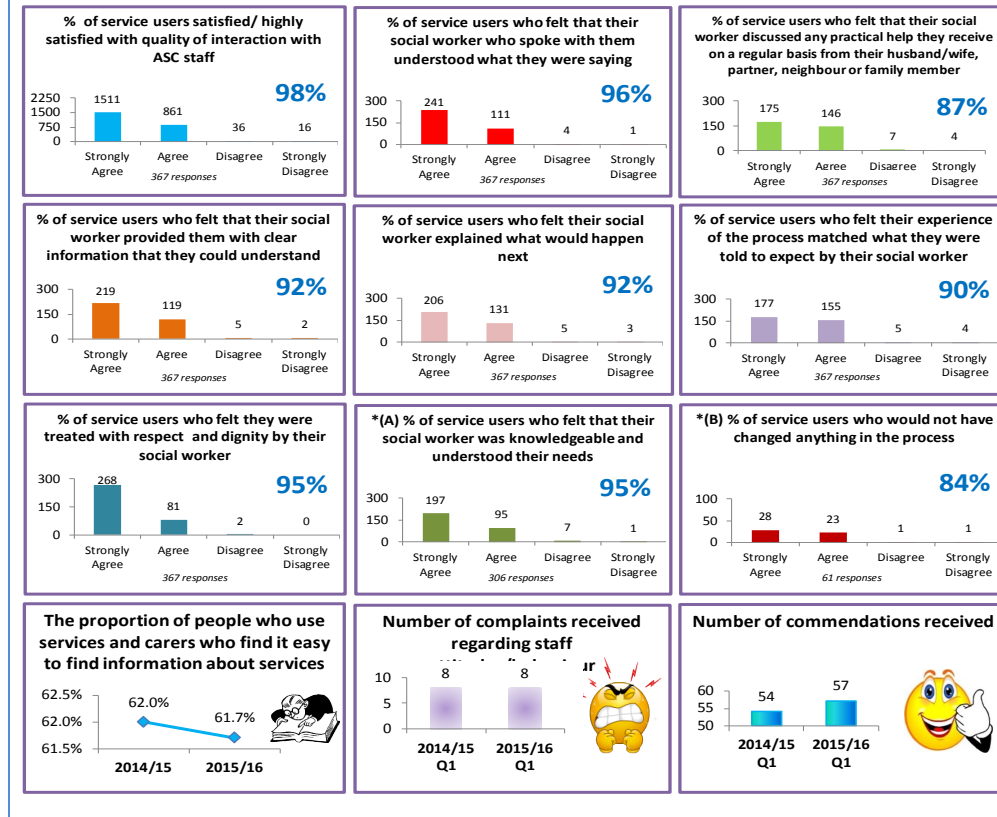 % of service users satisfied/ highly
satisfied with quality of interaction with
ASC staff
98%
2250
1500
750
0
1511
861
36
16
Strongly
Agree
Agree
Disagree
Strongly
Disagree
367 responses
% of service users who felt that their
social worker who spoke with them
understood what they were saying
96%
300
150
0
241
111
4
1
Strongly
Agree
Agree
Disagree
Strongly
Disagree
367 responses
% of service users who felt that their social
worker discussed any practical help they receive
on a regular basis from their husband/wife,
partner, neighbour or family member
87%
300
150
0
175
146
7
4
Strongly
Agree
Agree
Disagree
Strongly
Disagree
367 responses
% of service users who felt that their social
worker provided them with clear
information that they could understand
92%
300
150
0
219
119
5
2
Strongly
Agree
Agree
Disagree
Strongly
Disagree
367 responses
% of service users who felt their social
worker explained what would happen
next
92%
300
150
0
206
131
5
3
Strongly
Agree
Agree
Disagree
Strongly
Disagree
367 responses
% of service users who felt their experience
of the process matched what they were
told to expect by their social worker
90%
300
150
0
177
155
5
4
Strongly
Agree
Agree
Disagree
Strongly
Disagree
367 responses
% of service users who felt they were
treated with respect and dignity by their
social worker
95%
300
150
0
268
81
2
0
Strongly
Agree
Agree
Disagree
Strongly
Disagree
367 responses
*(A) % of service users who felt that their
social worker was knowledgeable and
understood their needs
95%
300
150
0
197
95
7
1
Strongly
Agree
Agree
Disagree
Strongly
Disagree
306 responses
*(B) % of service users who would not have
changed anything in the process
84%
100
50
0
28
23
1
1
Strongly
Agree
Agree
Disagree
Strongly
Disagree
61 responses
The proportion of people who use
services and carers who find it easy
to find information about services
62.5%
62.0%
61.5%
62.0%
61.7%
2014/15
2015/16
Number of complaints received
regarding staff
10
5
0
8
8
2014/15
Q1
2015/16
Q1
Number of commendations received
60
55
50
54
57
2014/15
Q1
2015/16
Q1